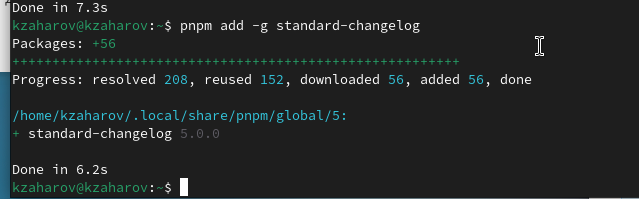 Done in 7.3s
kzaharov@kzaharov:~$ pnpm add -g standard-changelog
Packages: +56
++++++++++++++++++++++++++++++++++++++++++++++++++++++++
Progress: resolved 208, reused 152, downloaded 56, added 56, done
/home/kzaharov/.local/share/pnpm/global/5:
+ standard-changelog 5.0.0
Done in 6.2s
kzaharov@kzaharov:~$